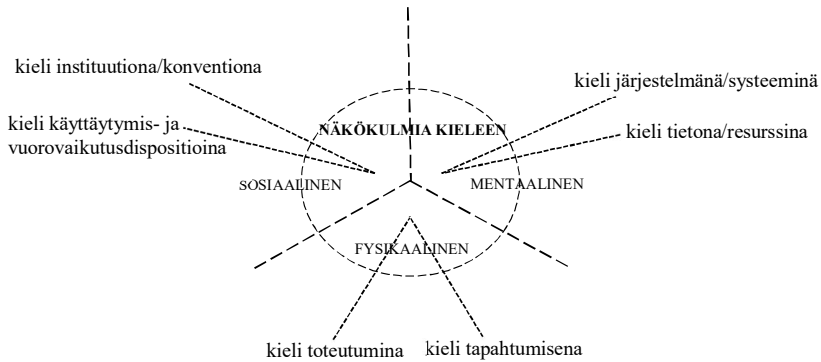 kieli instituutiona/konventiona
kieli järjestelmänä/systeeminä
kieli käyttäytymis- ja
vuorovaikutusdispositioina
NÄKÖKULMIA KIELEEN
kieli tietona/resurssina
SOSIAALINEN
MENTAALINEN
FYSIKAALINEN
kieli toteutumina
kieli tapahtumisena